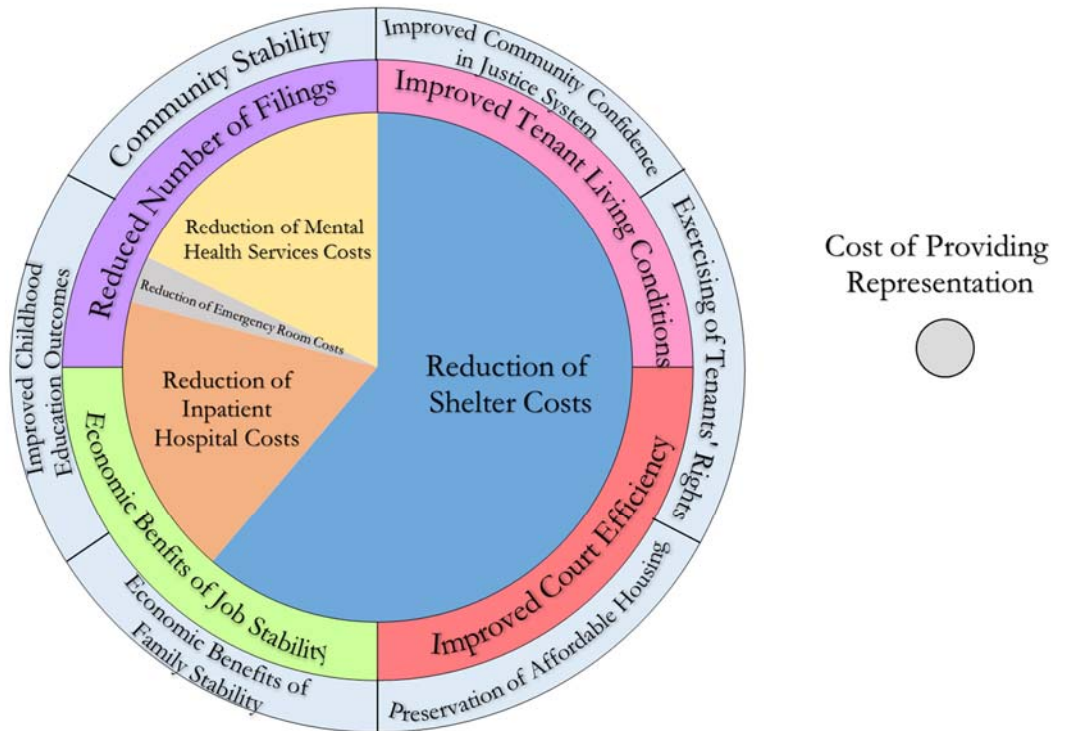 Community Stability
Improved Community Confidence
in Justice System
Reduced Number of Filings
Improved Tenant Living Conditions
Exercising of Tenants' Rights
Improved Childhood
Education Outcomes
Reduction of Mental
Health Services Costs
Reduction of Emergency Room Costs
Reduction of
Inpatient
Hospital Costs
Reduction of
Shelter Costs
Economic Benfits of Job Stability
Improved Court Efficiency
Economic Benefits of
Family Stability
Preservation of Affordable Housing
Cost of Providing
Representation